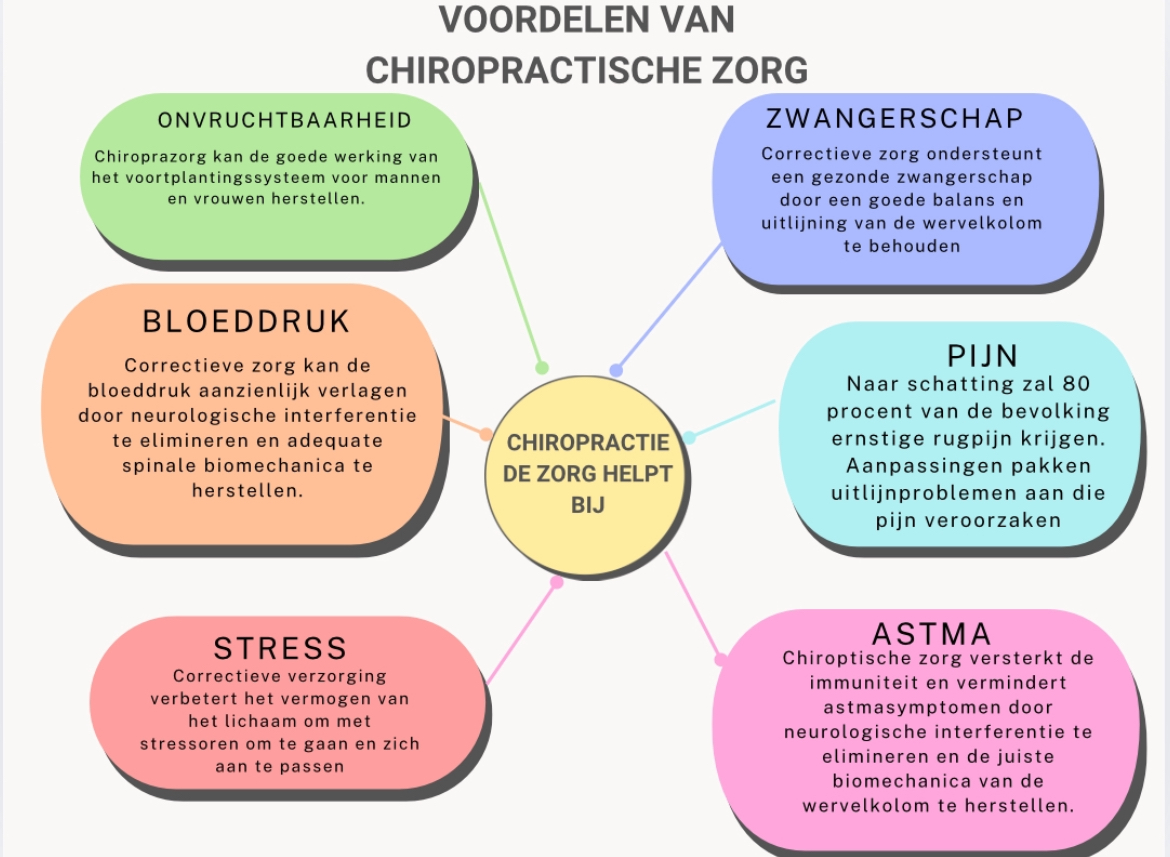 VOORDELEN VAN
CHIROPRACTISCHE ZORG
ONVRUCHTBAARHEID
Chiroprazorg kan de goede werking van
het voortplantingssysteem voor mannen
en vrouwen herstellen.
ZWANGERSCHAP
Correctieve zorg ondersteunt
een gezonde zwangerschap
door een goede balans en
uitlijning van de wervelkolom
te behouden
BLOEDDRUK
Correctieve zorg kan de
bloeddruk aanzienlijk verlagen
door neurologische interferentie
te elimineren en adequate
spinale biomechanica te
herstellen.
PIJN
Naar schatting zal 80
procent van de bevolking
ernstige rugpijn krijgen.
Aanpassingen pakken
uitlijnproblemen aan die
pijn veroorzaken
CHIROPRACTIE
DE ZORG HELPT
BIJ
STRESS
Correctieve verzorging
verbetert het vermogen van
het lichaam om met
stressoren om te gaan en zich
aan te passen
ASTMA
Chiroptische zorg versterkt de
immuniteit en vermindert
astmasymptomen door
neurologische interferentie te
elimineren en de juiste
biomechanica van de
wervelkolom te herstellen.